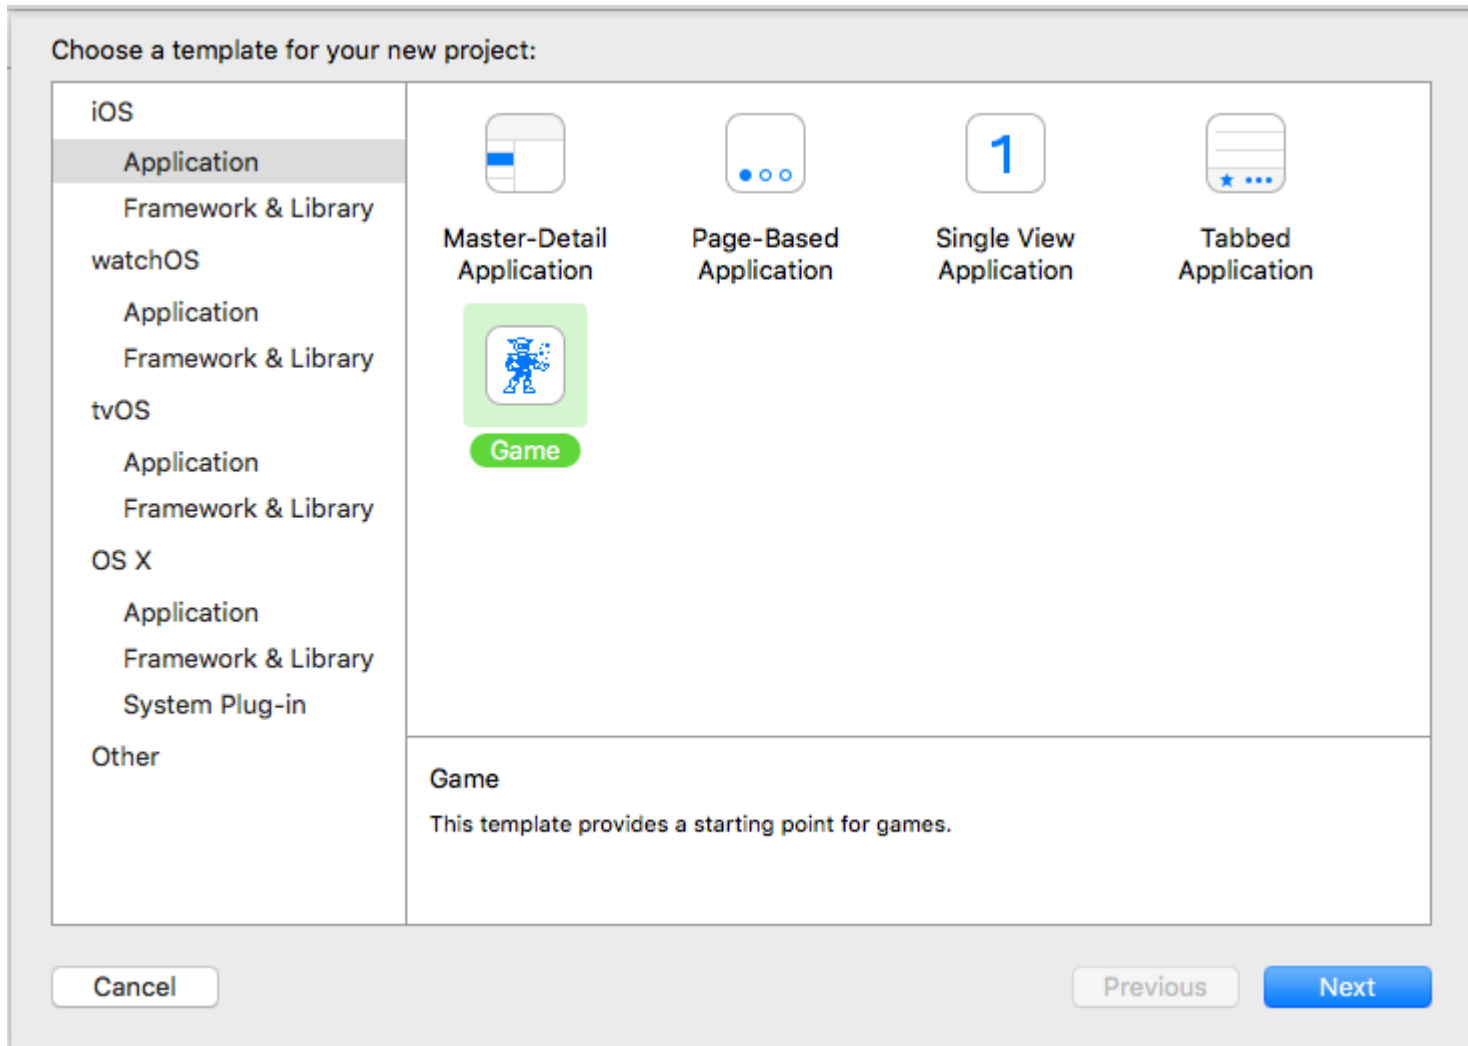 Choose a template for your new project:
iOS
Application
Framework & Library
watchOS
Application
Framework & Library
tvOS
Application
Framework & Library
OS X
Application
Framework & Library
System Plug-in
Other
Master-Detail
Application
Page-Based
Application
1
Single View
Application
Tabbed
Application
Game
Game
This template provides a starting point for games.
Cancel
Previous
Next